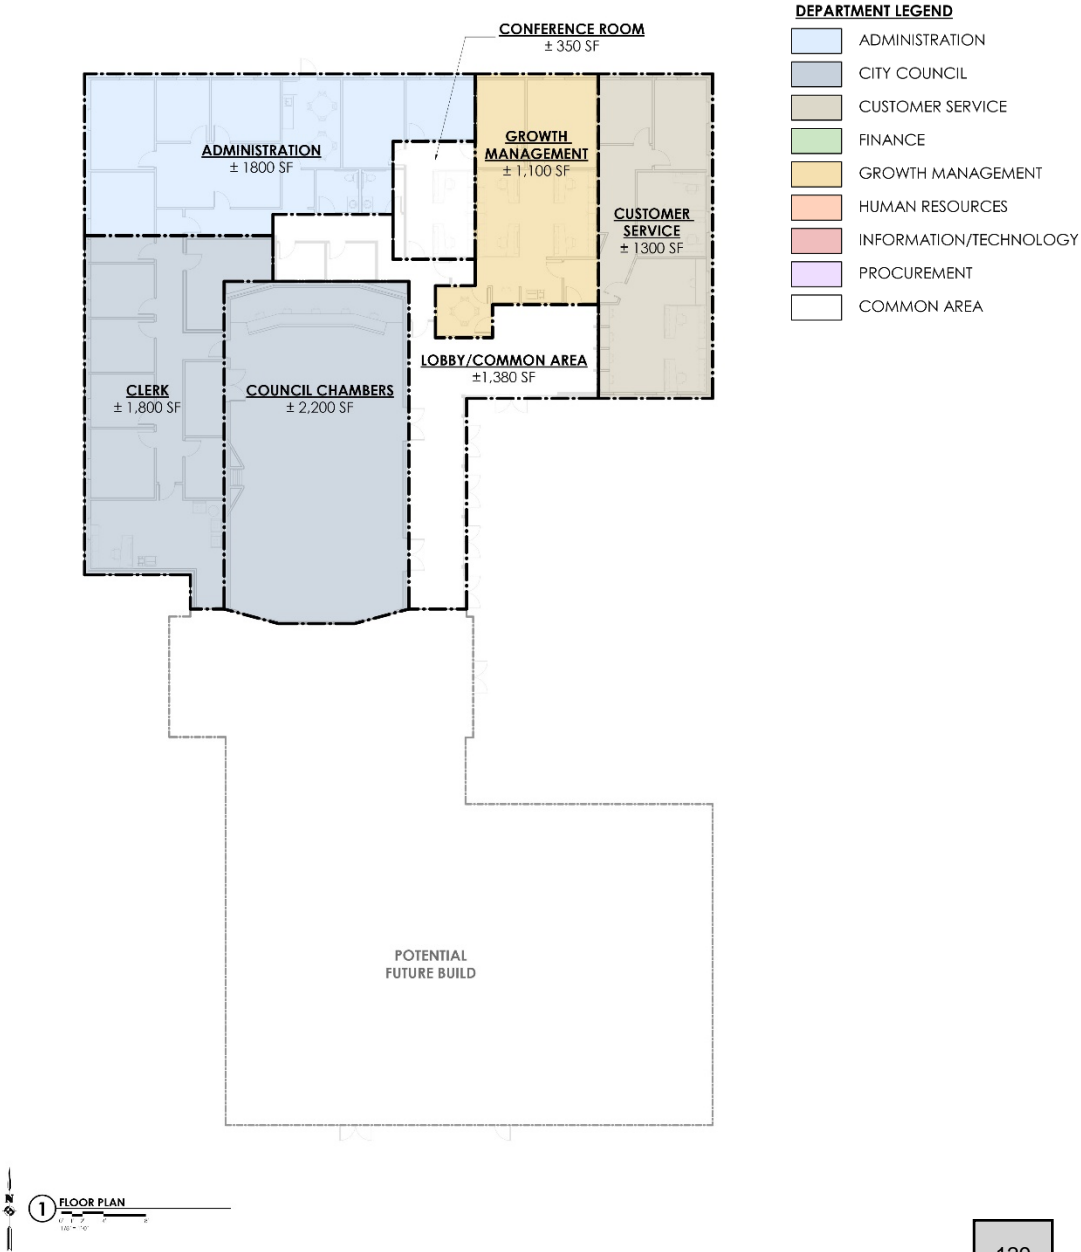 CONFERENCE ROOM
± 350 SF
DEPARTMENT LEGEND
ADMINISTRATION
CITY COUNCIL
CUSTOMER SERVICE
FINANCE
GROWTH MANAGEMENT
HUMAN RESOURCES
INFORMATION/TECHNOLOGY
PROCUREMENT
COMMON AREA
ADMINISTRATION
± 1800 SF
GROWTH
MANAGEMENT
± 1,100 SF
CUSTOMER
SERVICE
± 1300 SF
LOBBY/COMMON AREA
±1,380 SF
CLERK
± 1,800 SF
COUNCIL CHAMBERS
± 2,200 SF
POTENTIAL
FUTURE BUILD
N
1
FLOOR PLAN